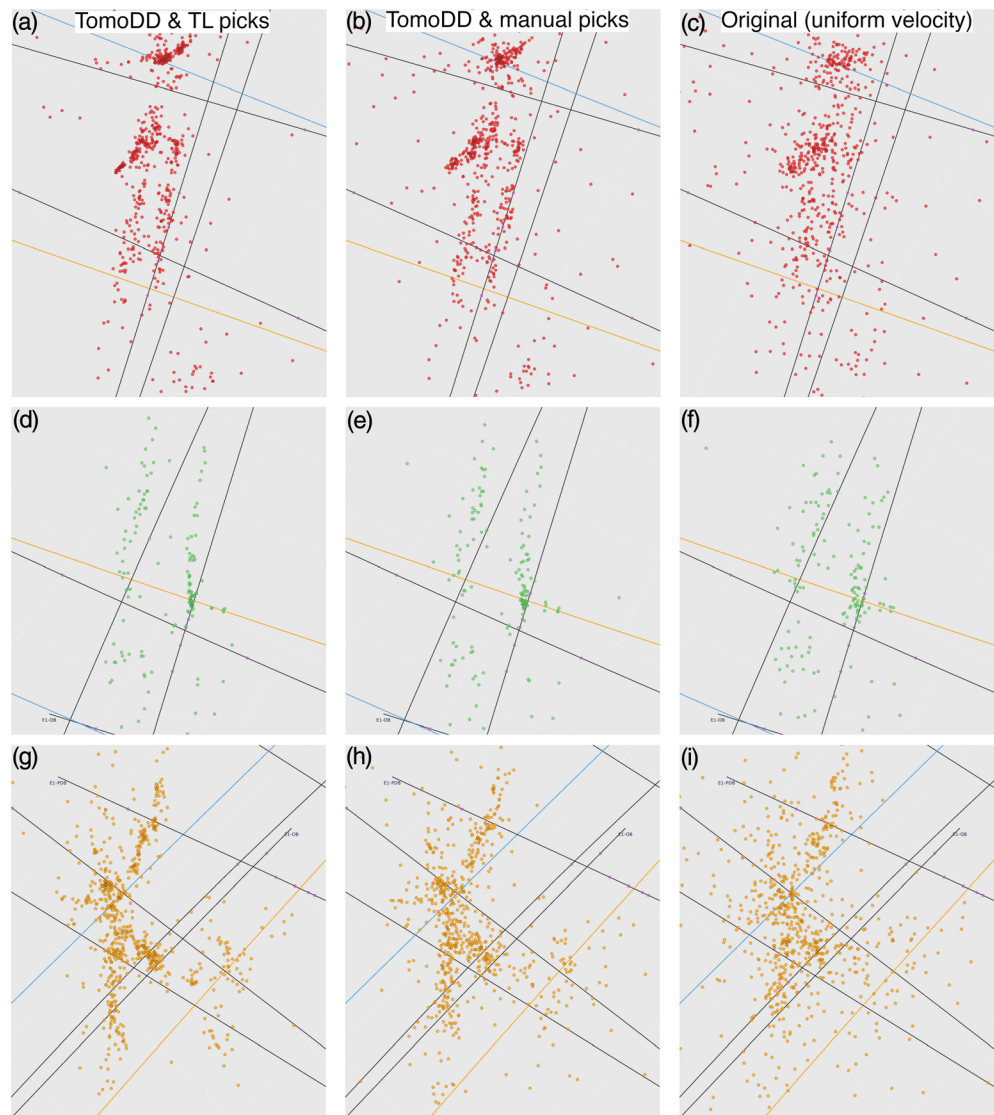 (a) TomoDD & TL picks
(b) TomoDD & manual picks
(c) Original (uniform velocity)
(d)
(e)
(f)
E1-OB
E1-OB
E1-OB
(g)
(h)
(i)
E1-PDB
E1-PDB
E1-PDB
E1-OB
E1-OB
E1-OB